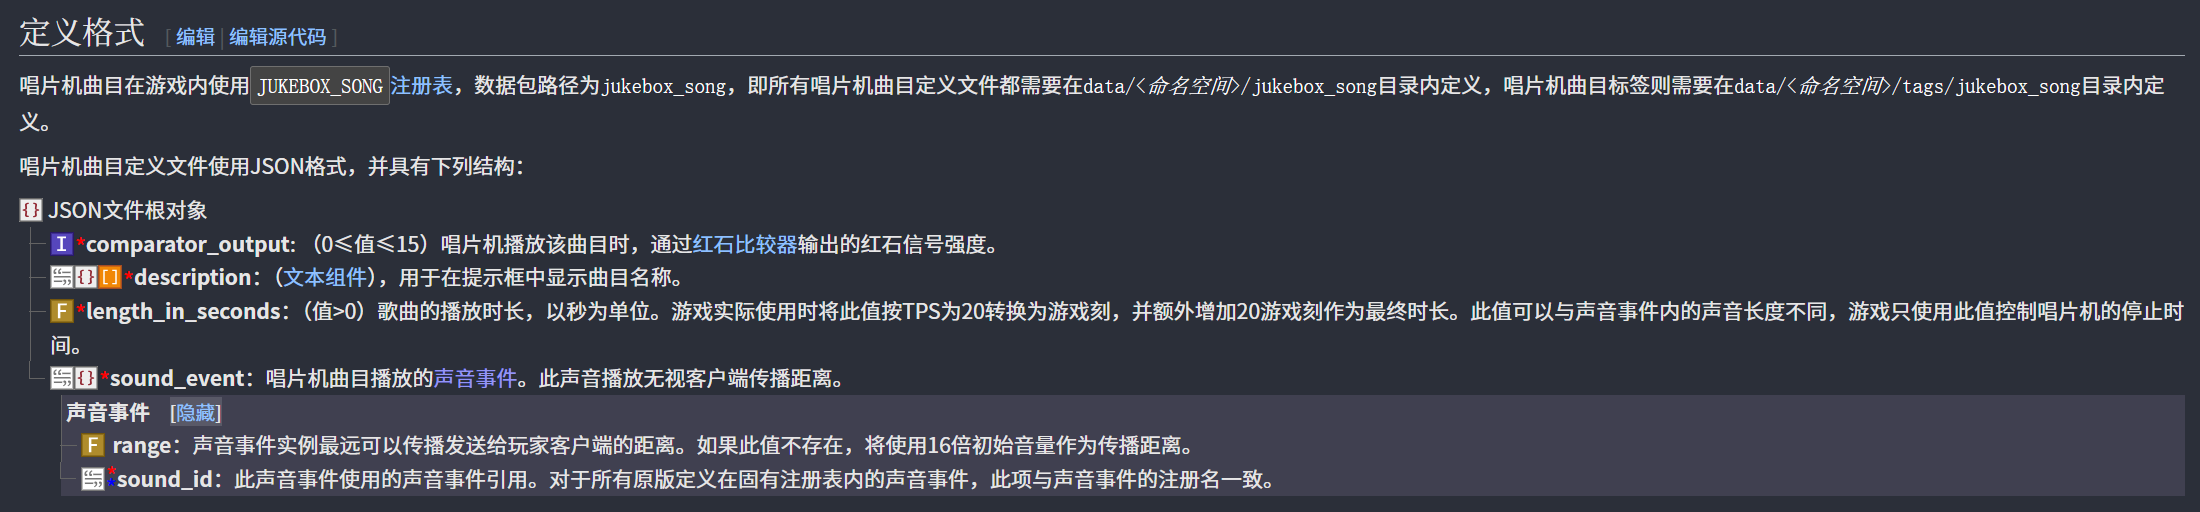 定义格式 [ 编辑 | 编辑源代码 ]
唱片机曲目在游戏内使用JUKEBOX_SONG注册表，数据包路径为jukebox_song，即所有唱片机曲目定义文件都需要在data/<命名空间>/jukebox_song目录内定义，唱片机曲目标签则需要在data/<命名空间>/tags/jukebox_song目录内定
义。
唱片机曲目定义文件使用JSON格式，并具有下列结构：
{} JSON文件根对象
I *comparator_output: （0≤值≤15）唱片机播放该曲目时，通过红石比较器输出的红石信号强度。
{} [] *description：（文本组件），用于在提示框中显示曲目名称。
F *length_in_seconds：（值>0）歌曲的播放时长，以秒为单位。游戏实际使用时将此值按TPS为20转换为游戏刻，并额外增加20游戏刻作为最终时长。此值可以与声音事件内的声音长度不同，游戏只使用此值控制唱片机的停止时
间。
{} *sound_event：唱片机曲目播放的声音事件。此声音播放无视客户端传播距离。
声音事件 [隐藏]
F range：声音事件实例最远可以传播发送给玩家客户端的距离。如果此值不存在，将使用16倍初始音量作为传播距离。
**sound_id：此声音事件使用的声音事件引用。对于所有原版定义在固有注册表内的声音事件，此项与声音事件的注册名一致。